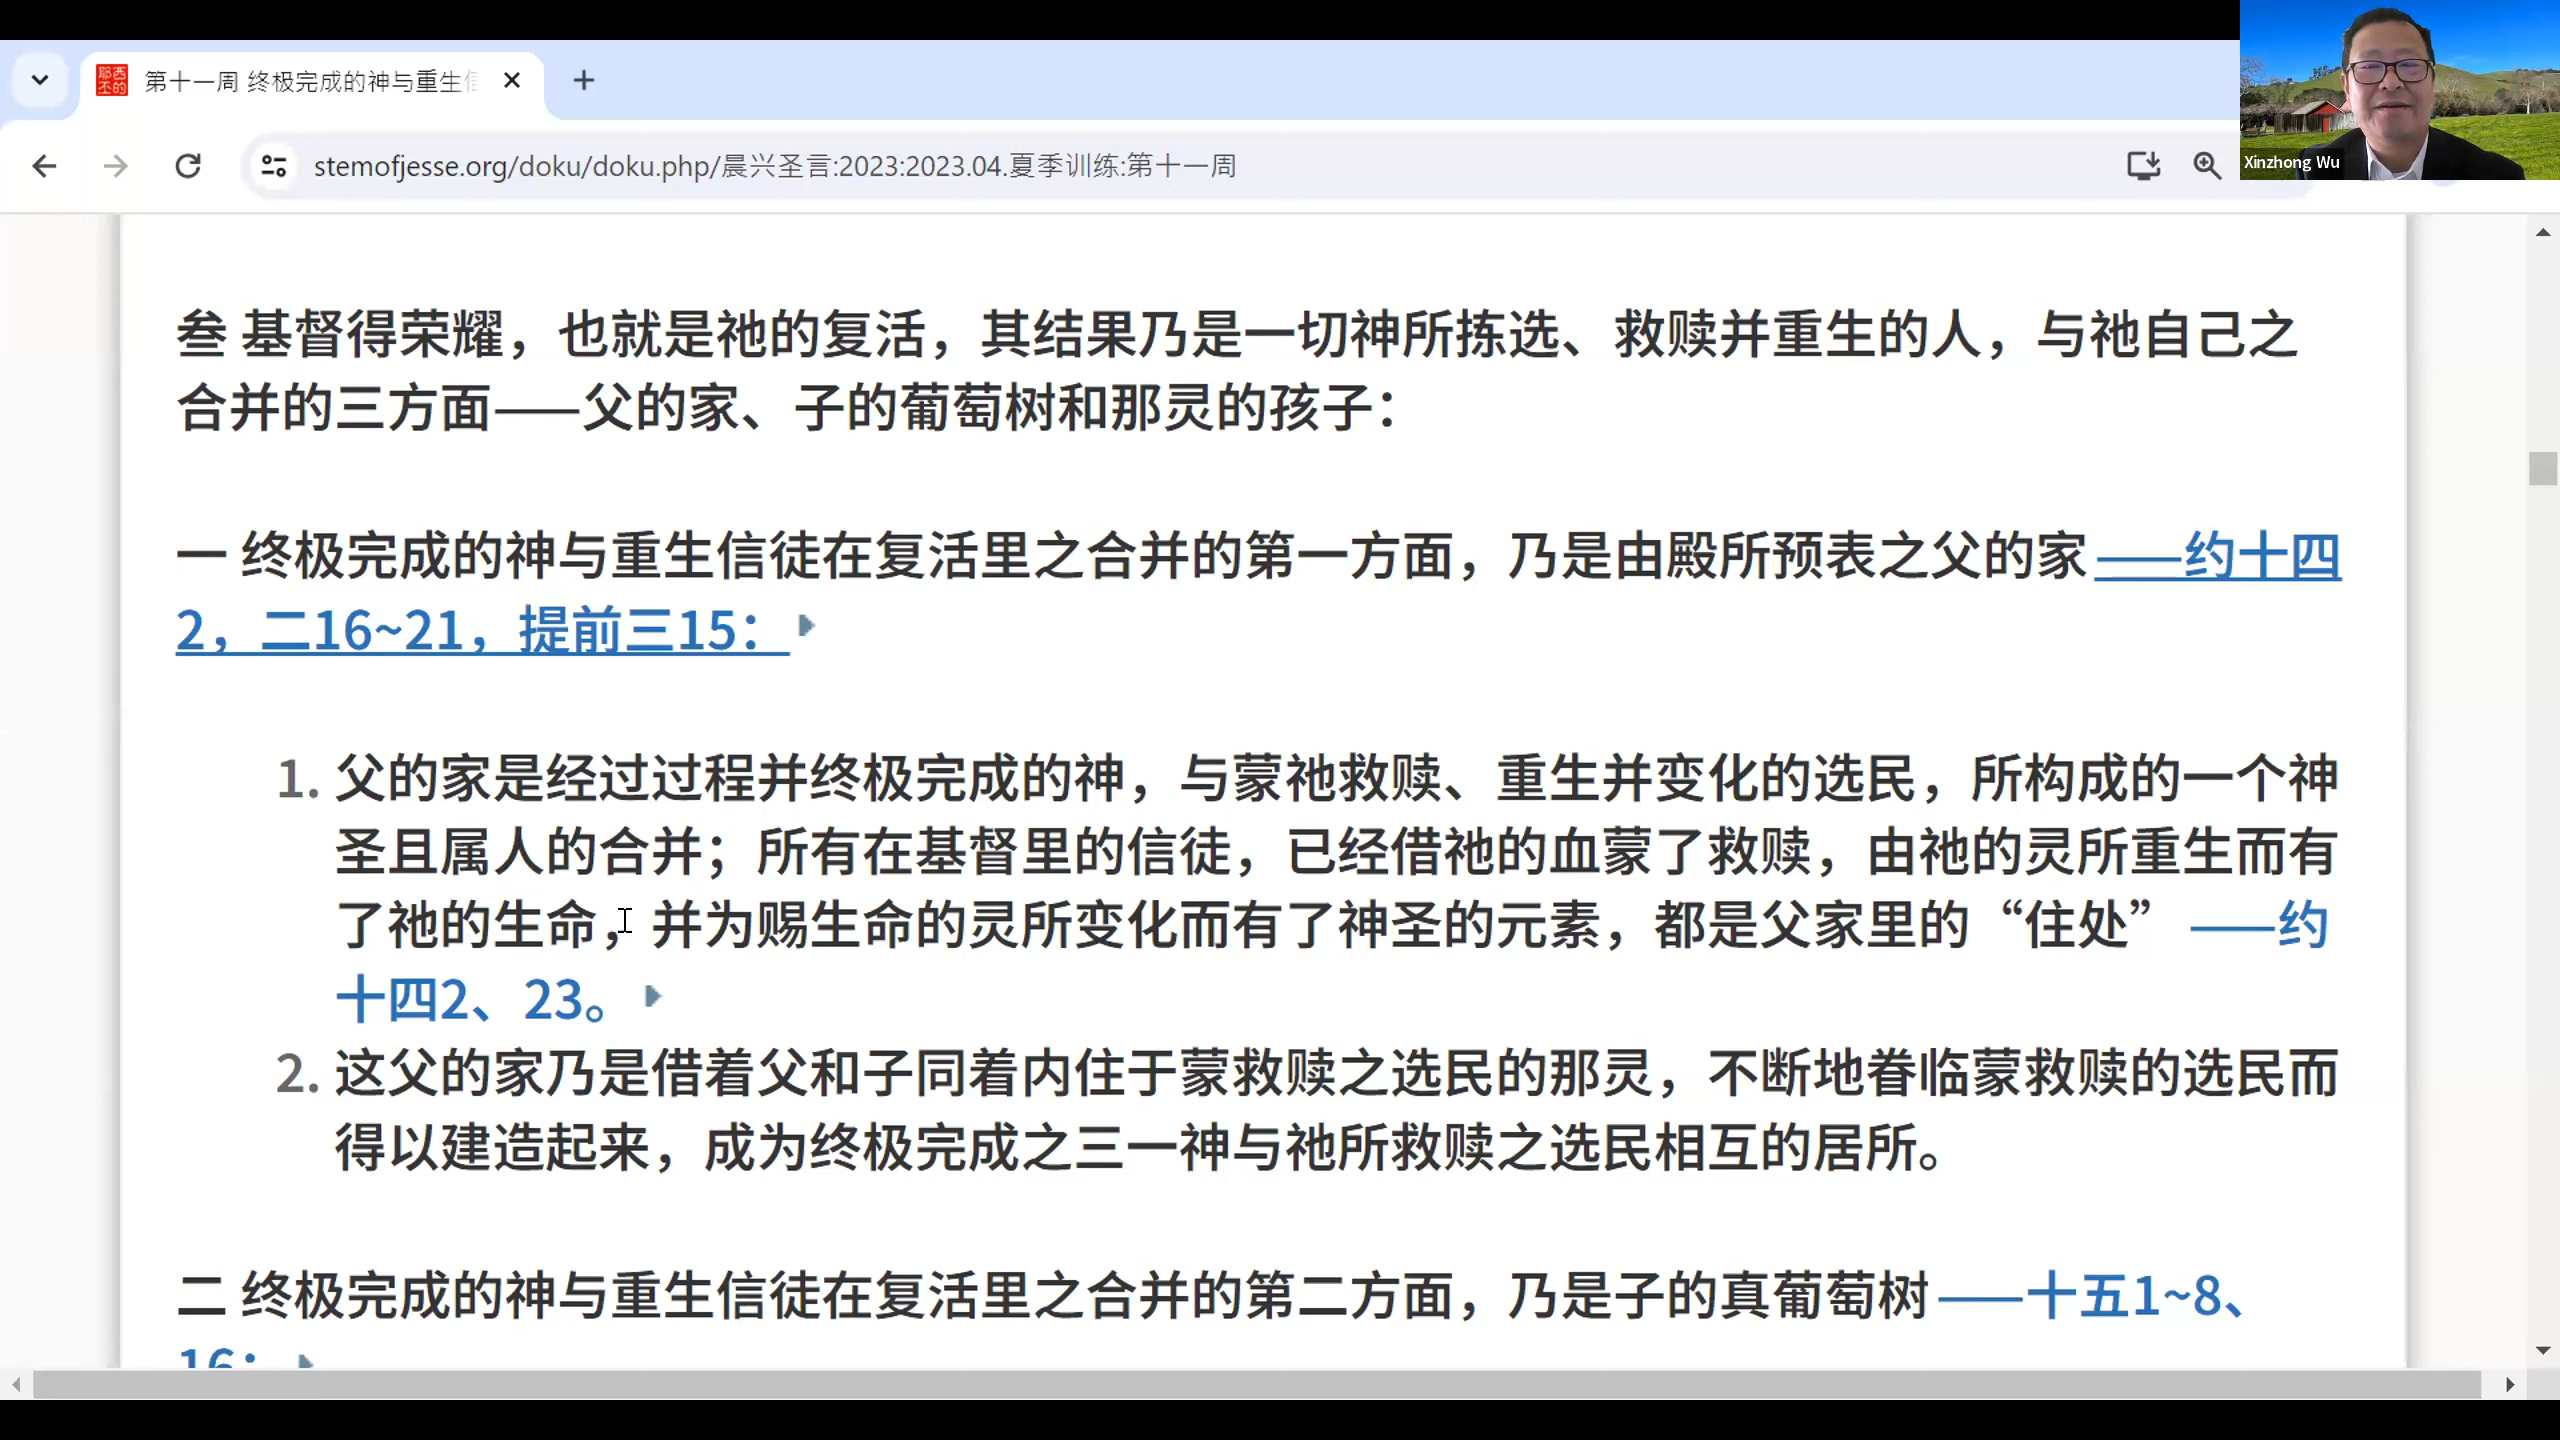 第十一周 终极完成的神与重生信
stemofjesse.org/doku/doku.php/晨兴圣言:2023:2023.04.夏季训练:第十一周
Xinzhong Wu
叁 基督得荣耀，也就是祂的复活，其结果乃是一切神所拣选、救赎并重生的人，与祂自己之
合并的三方面——父的家、子的葡萄树和那灵的孩子：
一 终极完成的神与重生信徒在复活里之合并的第一方面，乃是由殿所预表之父的家——约十四
2，二16~21，提前三15：
1. 父的家是经过过程并终极完成的神，与蒙祂救赎、重生并变化的选民，所构成的一个神
圣且属人的合并；所有在基督里的信徒，已经借祂的血蒙了救赎，由祂的灵所重生而有
了祂的生命，并为赐生命的灵所变化而有了神圣的元素，都是父家里的“住处” ——约
十四2、23。
2. 这父的家乃是借着父和子同着内住于蒙救赎之选民的那灵，不断地眷临蒙救赎的选民而
得以建造起来，成为终极完成之三一神与祂所救赎之选民相互的居所。
二 终极完成的神与重生信徒在复活里之合并的第二方面，乃是子的真葡萄树——十五1~8、
16：